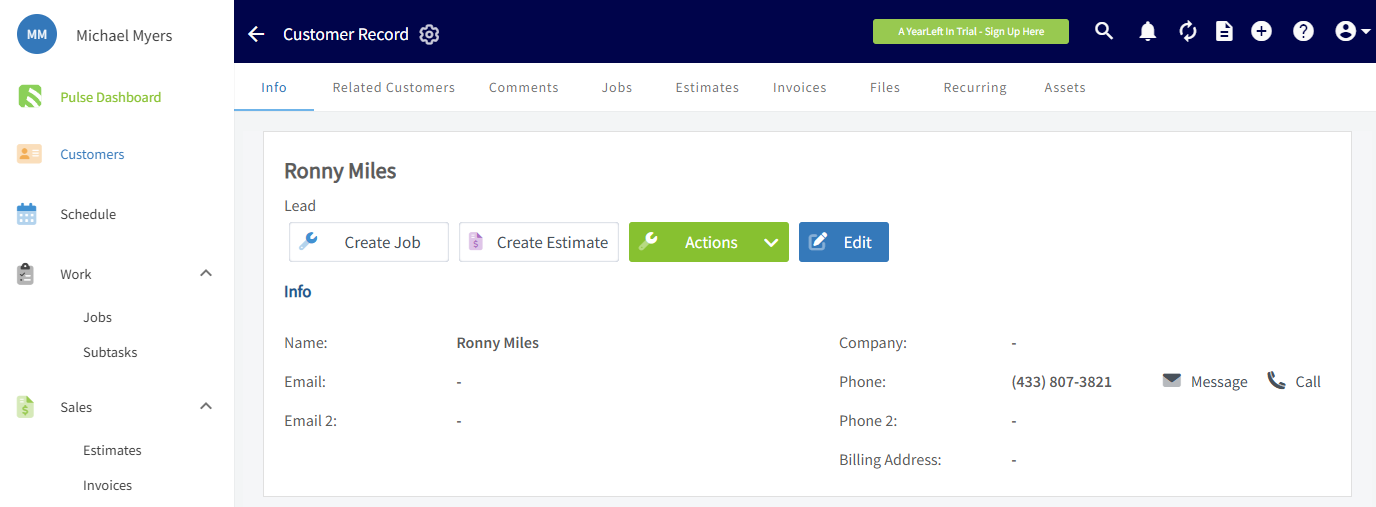 MM Michael Myers
Customer Record
A YearLeft In Trial - Sign Up Here
Pulse Dashboard
Customers
Schedule
Work
Jobs
Subtasks
Sales
Estimates
Invoices
Info Related Customers Comments Jobs Estimates Invoices Files Recurring Assets
Ronny Miles
Lead
Create Job Create Estimate Actions Edit
Info
Name: Ronny Miles
Email: -
Email 2: -
Company: -
Phone: (433) 807-3821 Message Call
Phone 2: -
Billing Address: -